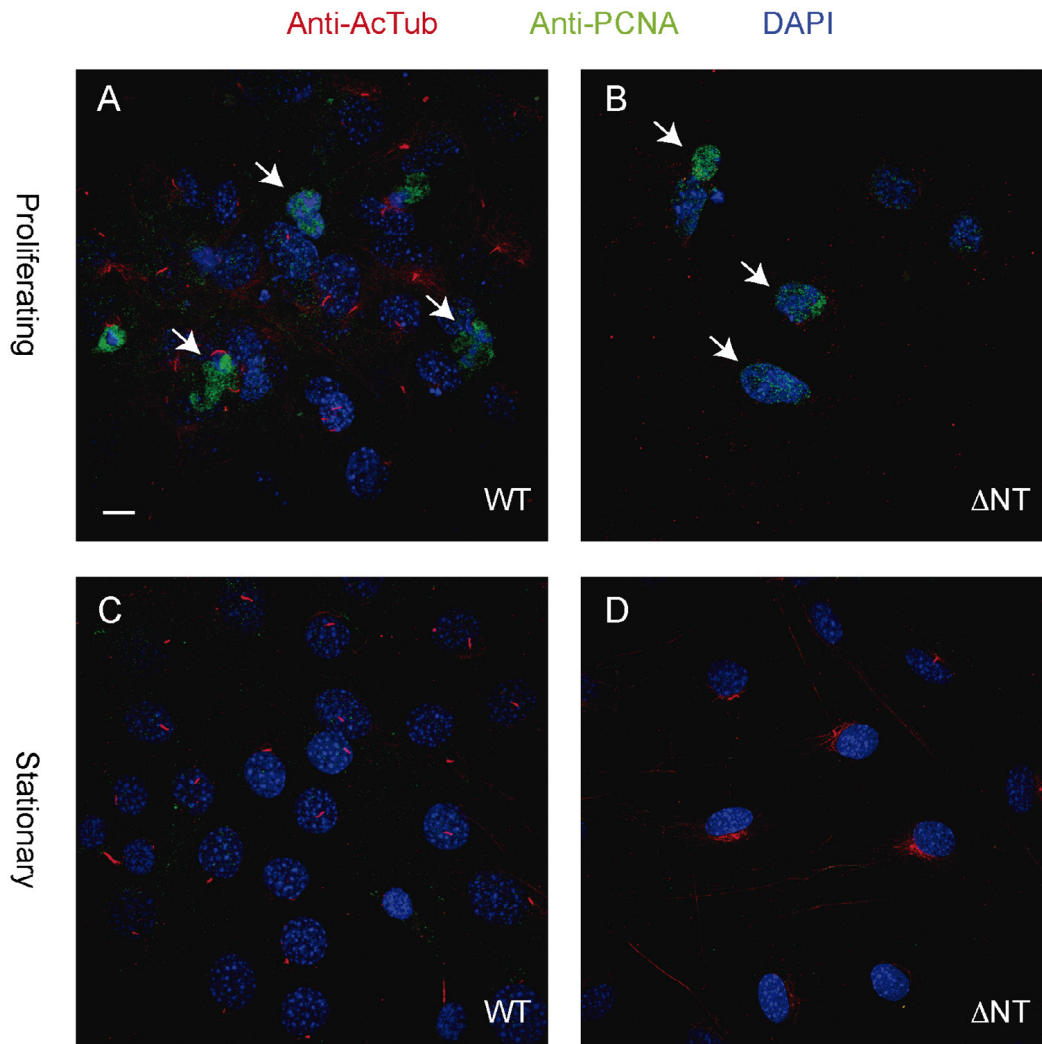 Anti-AcTub Anti-PCNA DAPI
Proliferating
A
WT
B
ΔNT
Stationary
C
WT
D
ΔNT